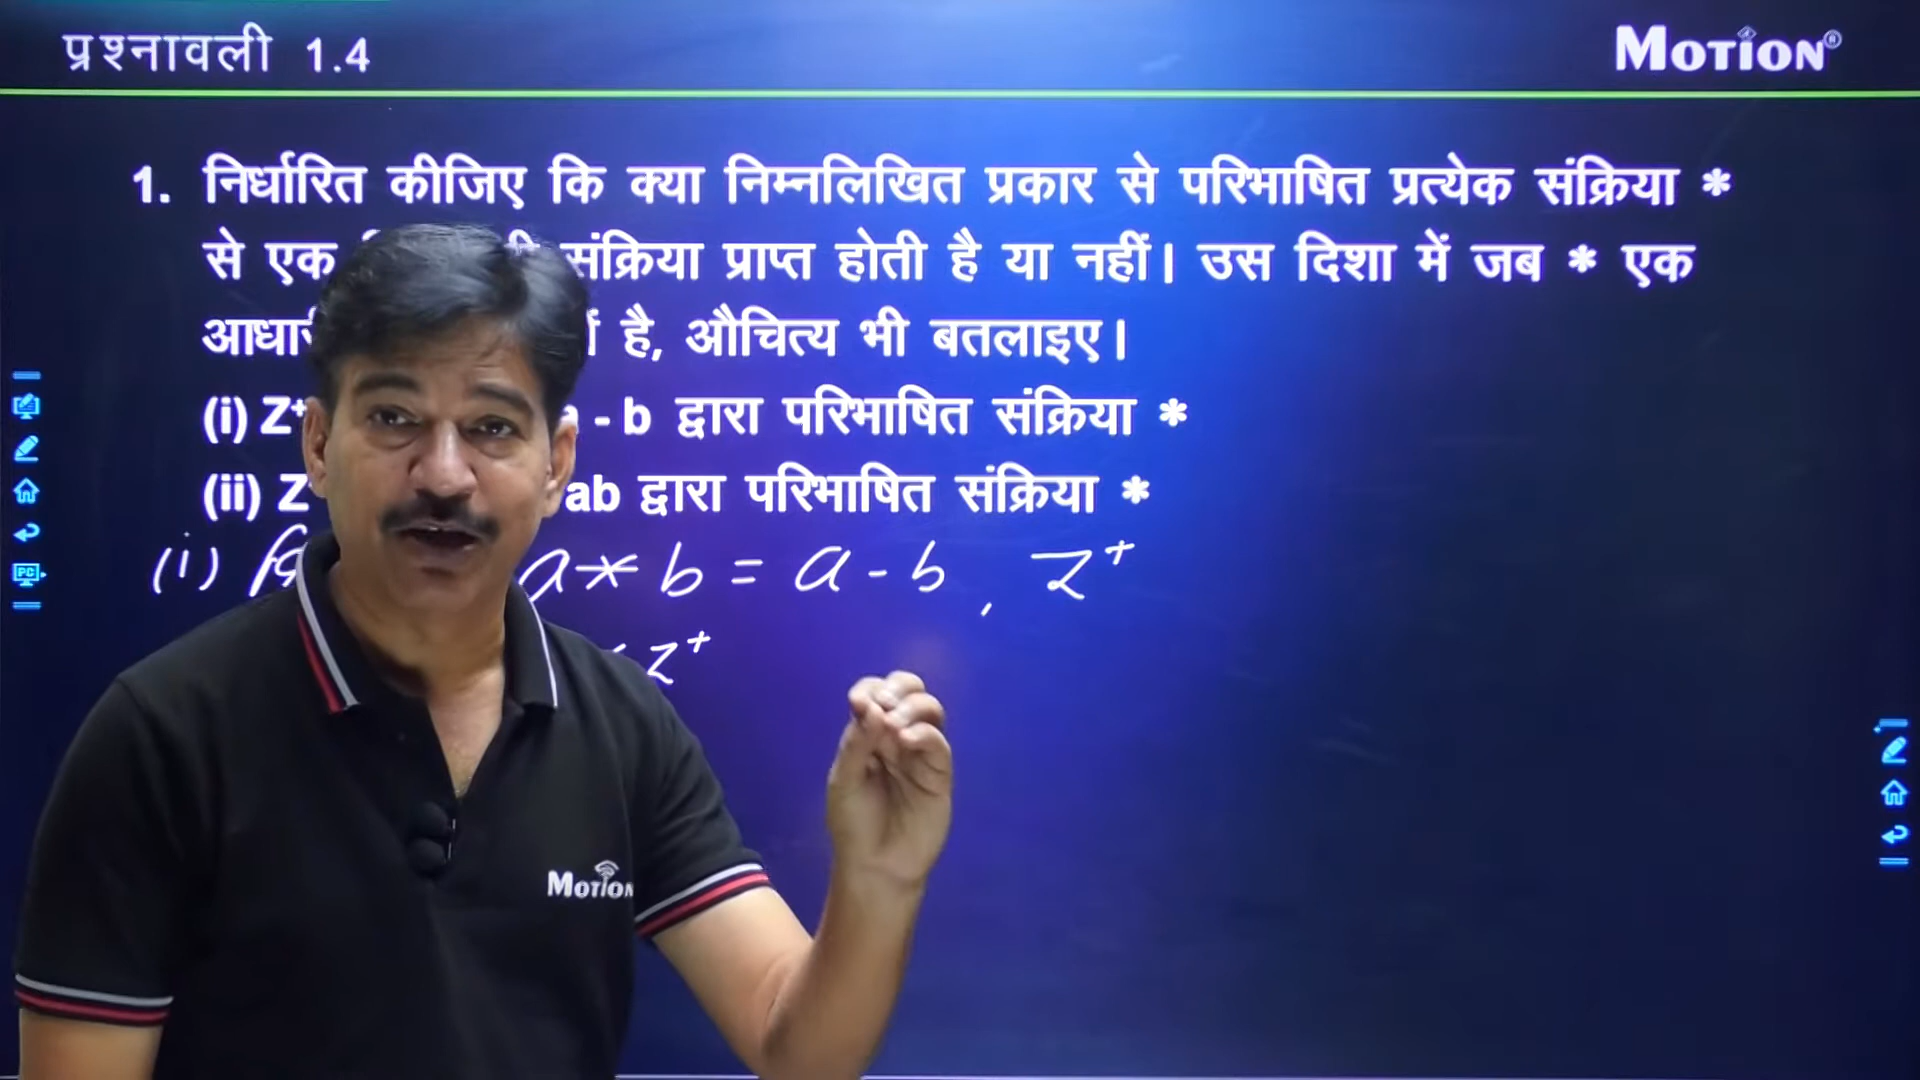 प्रश्नावली 1.4
MOTION®
1. निर्धारित कीजिए कि क्या निम्नलिखित प्रकार से परिभाषित प्रत्येक संक्रिया *
से एक संक्रिया प्राप्त होती है या नहीं। उस दिशा में जब * एक
है, औचित्य भी बतलाइए।
(i) Z+ - b द्वारा परिभाषित संक्रिया *
(ii) Z ab द्वारा परिभाषित संक्रिया *
(i) a * b = a - b , Z+
Z+
PC
MOTION